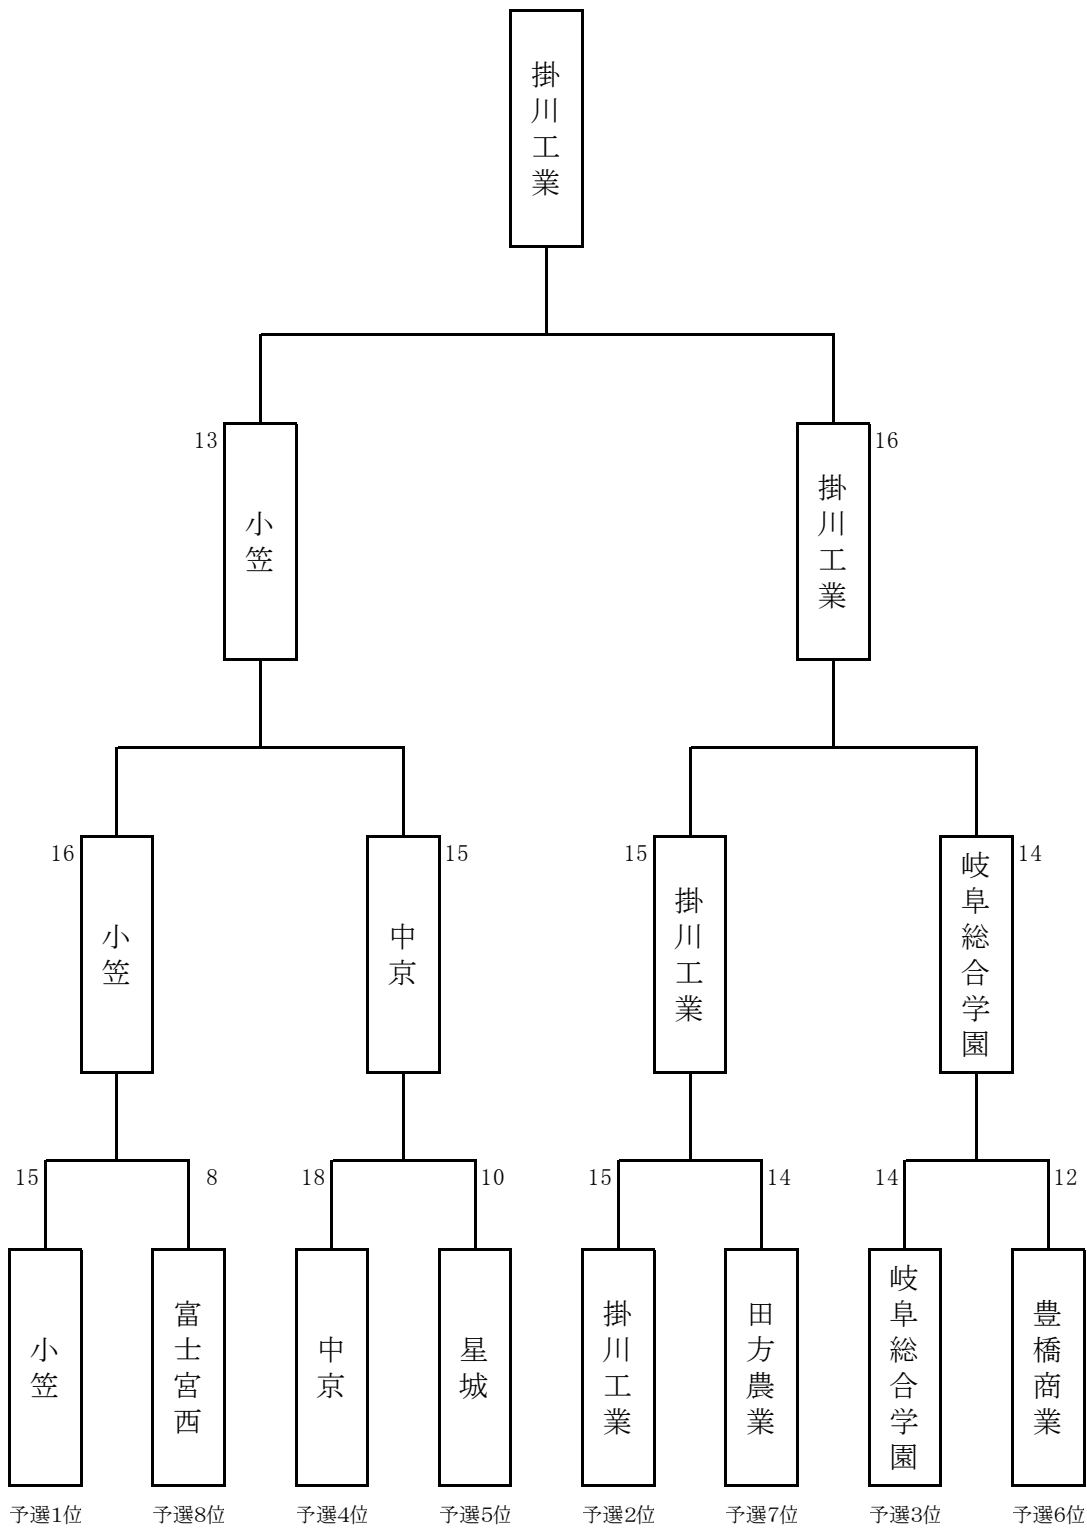 掛川工業
13
16
小笠
掛川工業
16
15
15
14
小笠
中京
掛川工業
岐阜総合学園
15
8
18
10
15
14
14
12
小笠
富士宮西
中京
星城
掛川工業
田方農業
岐阜総合学園
豊橋商業
予選1位
予選8位
予選4位
予選5位
予選2位
予選7位
予選3位
予選6位